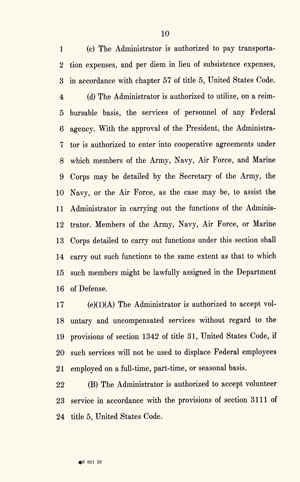 10
1 (c) The Administrator is authorized to pay transporta-
2 tion expenses, and per diem in lieu of subsistence expenses,
3 in accordance with chapter 57 of title 5, United States Code.
4 (d) The Administrator is authorized to utilize, on a reim-
5 bursable basis, the services of personnel of any Federal
6 agency. With the approval of the President, the Administra-
7 tor is authorized to enter into cooperative agreements under
8 which members of the Army, Navy, Air Force, and Marine
9 Corps may be detailed by the Secretary of the Army, the
10 Navy, or the Air Force, as the case may be, to assist the
11 Administrator in carrying out the functions of the Adminis-
12 trator. Members of the Army, Navy, Air Force, or Marine
13 Corps detailed to carry out functions under this section shall
14 carry out such functions to the same extent as that to which
15 such members might be lawfully assigned in the Department
16 of Defense.
17 (e)(1)(A) The Administrator is authorized to accept vol-
18 untary and uncompensated services without regard to the
19 provisions of section 1342 of title 31, United States Code, if
20 such services will not be used to displace Federal employees
21 employed on a full-time, part-time, or seasonal basis.
22 (B) The Administrator is authorized to accept volunteer
23 service in accordance with the provisions of section 3111 of
24 title 5, United States Code.
●S 821 IS